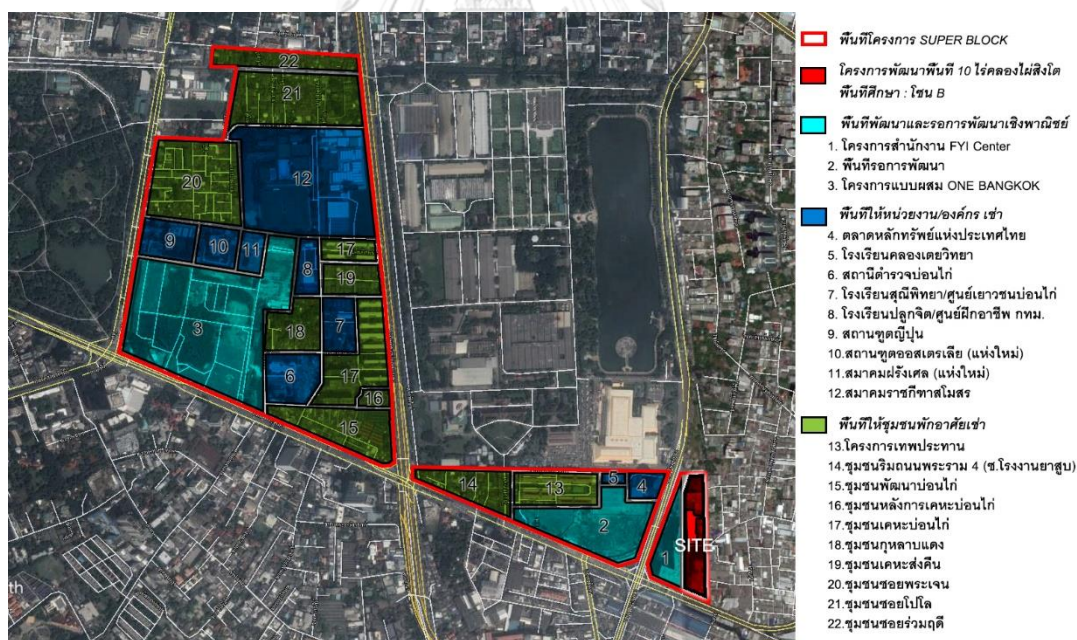 22
21
12
20
9
10
11
8
17
19
3
18
7
6
17
16
15
14
13
5
4
2
1
SITE
th
พื้นที่โครงการ SUPER BLOCK
โครงการพัฒนาพื้นที่ 10 ไร่คลองไผ่สิงโต
พื้นที่ศึกษา : โซน B
พื้นที่พัฒนาและรอการพัฒนาเชิงพาณิชย์
1. โครงการสำนักงาน FYI Center
2. พื้นที่รอการพัฒนา
3. โครงการแบบผสม ONE BANGKOK
พื้นที่ให้หน่วยงาน/องค์กร เช่า
4. ตลาดหลักทรัพย์แห่งประเทศไทย
5. โรงเรียนคลองเตยวิทยา
6. สถานีตำรวจบ่อนไก่
7. โรงเรียนสุณีพิทยา/ศูนย์เยาวชนบ่อนไก่
8. โรงเรียนปลูกจิต/ศูนย์ฝึกอาชีพ กทม.
9. สถานฑูตญี่ปุ่น
10.สถานฑูตออสเตรเลีย (แห่งใหม่)
11.สมาคมฝรั่งเศล (แห่งใหม่)
12.สมาคมราชกีฑาสโมสร
พื้นที่ให้ชุมชนพักอาศัยเช่า
13.โครงการเทพประทาน
14.ชุมชนริมถนนพระราม 4 (ซ.โรงงานยาสูบ)
15.ชุมชนพัฒนาบ่อนไก่
16.ชุมชนหลังการเคหะบ่อนไก่
17.ชุมชนเคหะบ่อนไก่
18.ชุมชนกุหลาบแดง
19.ชุมชนเคหะส่งคืน
20.ชุมชนซอยพระเจน
21.ชุมชนซอยโปโล
22.ชุมชนซอยร่วมฤดี